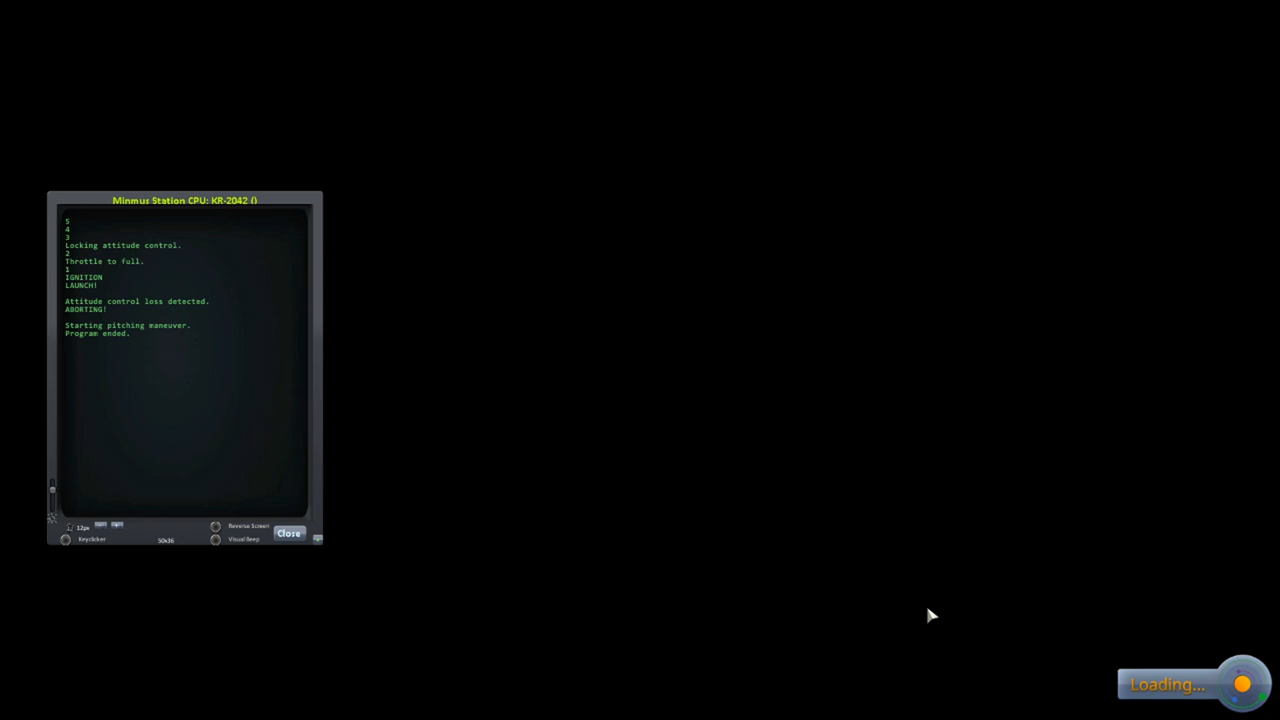 Minmus Station CPU: KR-2042 ()
5
4
3
Locking attitude control.
2
Throttle to full.
1
IGNITION
LAUNCH!
Attitude control loss detected.
ABORTING!
Starting pitching maneuver.
Program ended.
12px
-
+
Reverse Screen
Close
Keyclicker
50x36
Visual Beep
Loading...